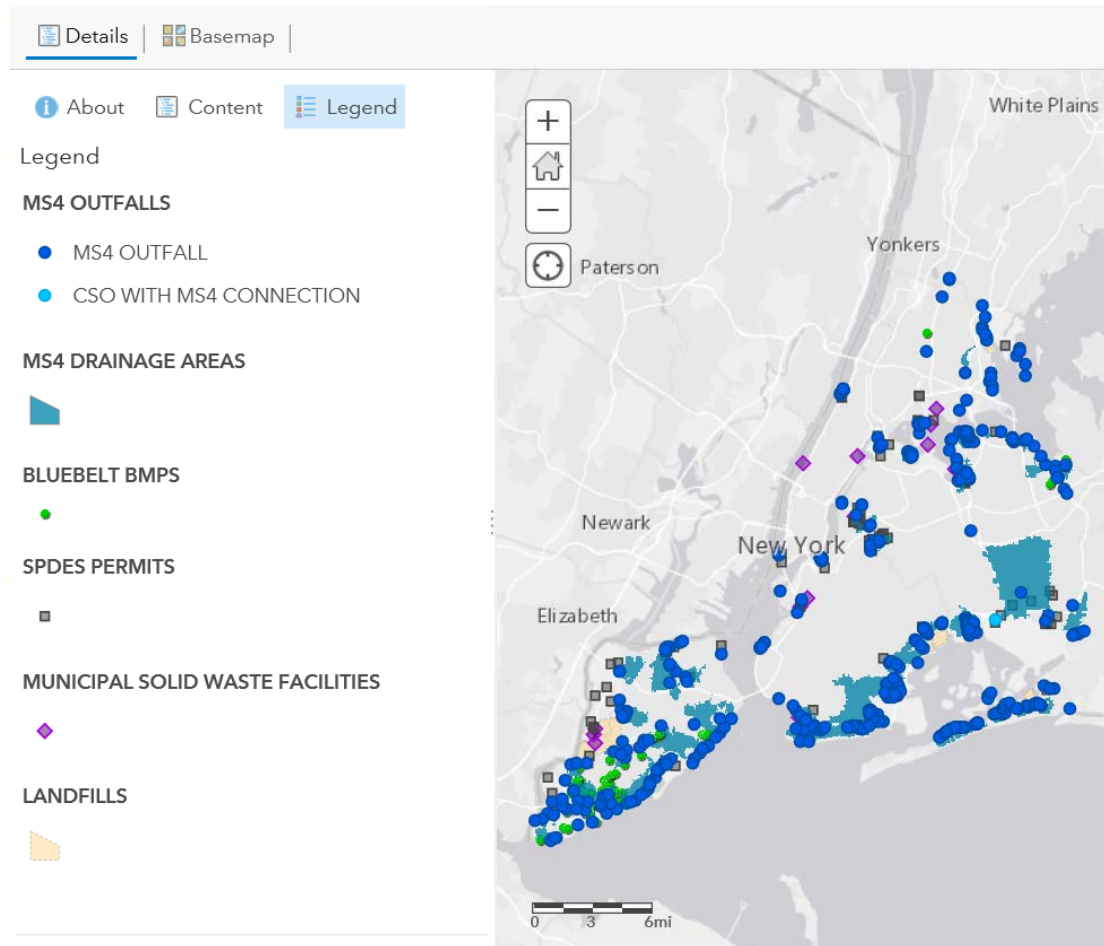 Details | Basemap |
About Content Legend
Legend
MS4 OUTFALLS
MS4 OUTFALL
CSO WITH MS4 CONNECTION
MS4 DRAINAGE AREAS
BLUEBELT BMPS
SPDES PERMITS
MUNICIPAL SOLID WASTE FACILITIES
LANDFILLS
+
−
White Plains
Yonkers
Paterson
Newark
New York
Elizabeth
0 3 6mi